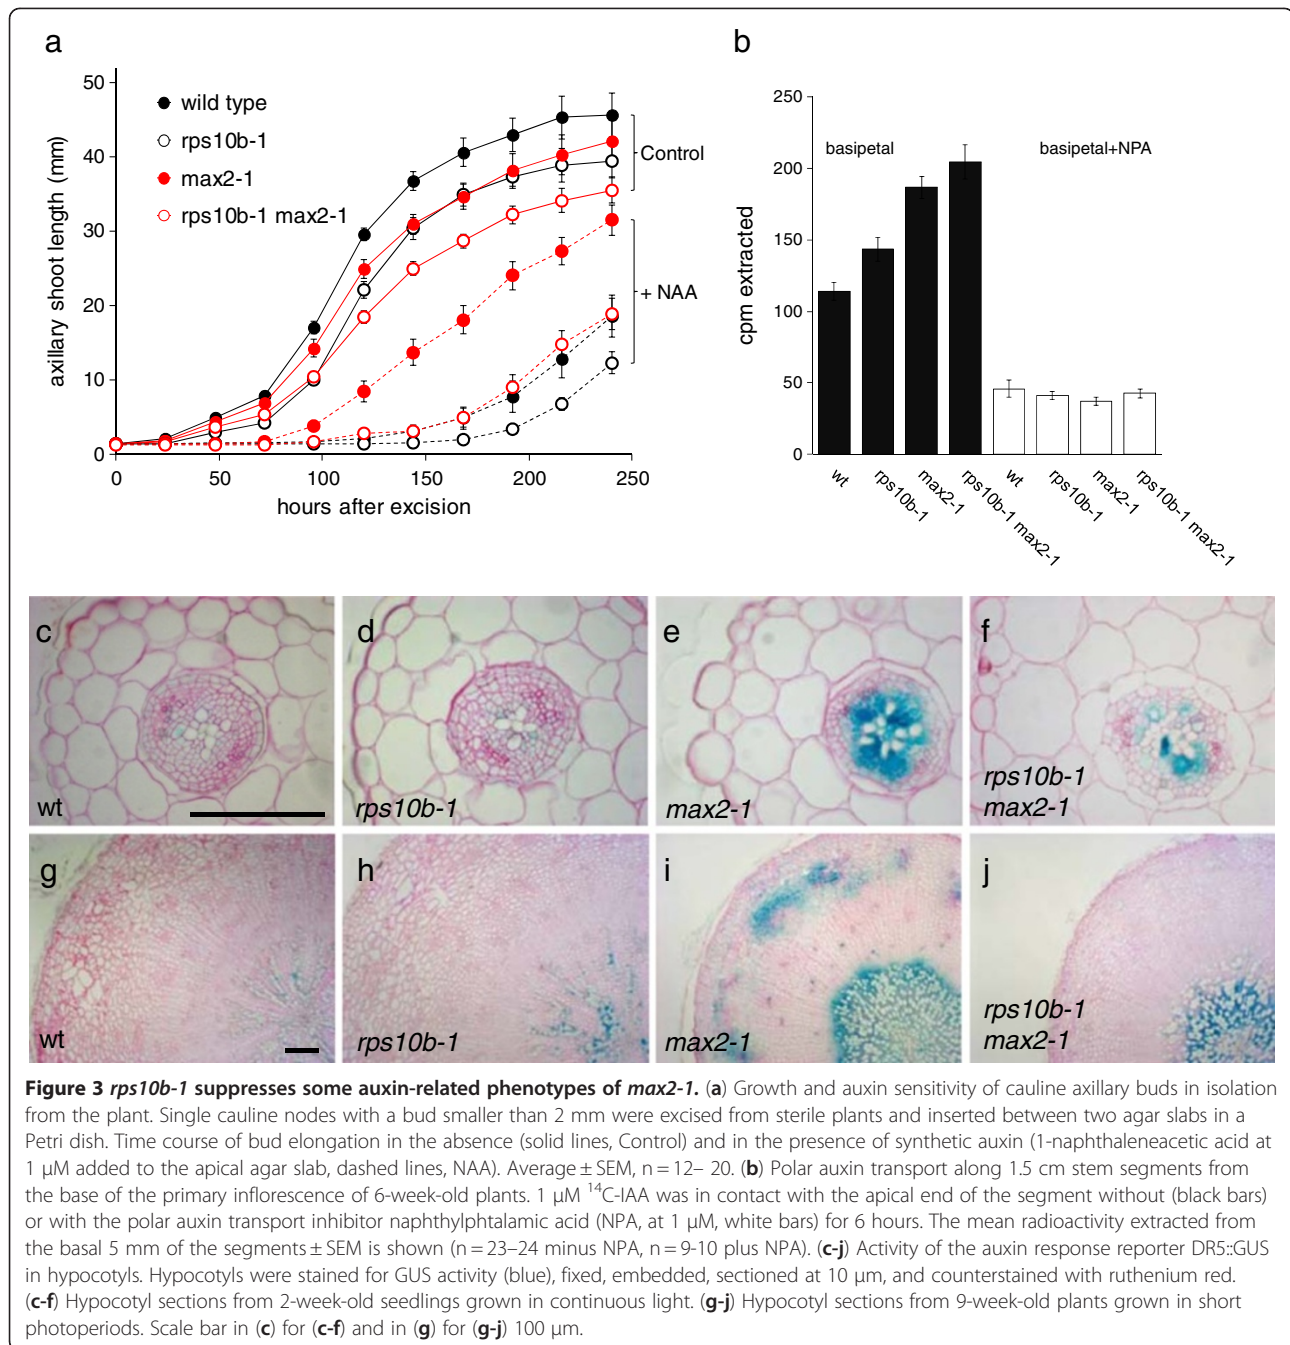 a
50
40
30
20
10
0
axillary shoot length (mm)
wild type
rps10b-1
max2-1
rps10b-1 max2-1
Control
+ NAA
0 50 100 150 200 250
hours after excision
b
250
200
150
100
50
0
cpm extracted
basipetal
basipetal+NPA
wt
rps10b-1
max2-1
rps10b-1 max2-1
wt
rps10b-1
max2-1
rps10b-1 max2-1
c
wt
d
rps10b-1
e
max2-1
f
rps10b-1
max2-1
g
wt
h
rps10b-1
i
max2-1
j
rps10b-1
max2-1
Figure 3 rps10b-1 suppresses some auxin-related phenotypes of max2-1. (a) Growth and auxin sensitivity of cauline axillary buds in isolation
from the plant. Single cauline nodes with a bud smaller than 2 mm were excised from sterile plants and inserted between two agar slabs in a
Petri dish. Time course of bud elongation in the absence (solid lines, Control) and in the presence of synthetic auxin (1-naphthaleneacetic acid at
1 μM added to the apical agar slab, dashed lines, NAA). Average ± SEM, n = 12– 20. (b) Polar auxin transport along 1.5 cm stem segments from
the base of the primary inflorescence of 6-week-old plants. 1 μM ¹⁴C-IAA was in contact with the apical end of the segment without (black bars)
or with the polar auxin transport inhibitor naphthylphtalamic acid (NPA, at 1 μM, white bars) for 6 hours. The mean radioactivity extracted from
the basal 5 mm of the segments ± SEM is shown (n = 23–24 minus NPA, n = 9-10 plus NPA). (c-j) Activity of the auxin response reporter DR5::GUS
in hypocotyls. Hypocotyls were stained for GUS activity (blue), fixed, embedded, sectioned at 10 μm, and counterstained with ruthenium red.
(c-f) Hypocotyl sections from 2-week-old seedlings grown in continuous light. (g-j) Hypocotyl sections from 9-week-old plants grown in short
photoperiods. Scale bar in (c) for (c-f) and in (g) for (g-j) 100 μm.